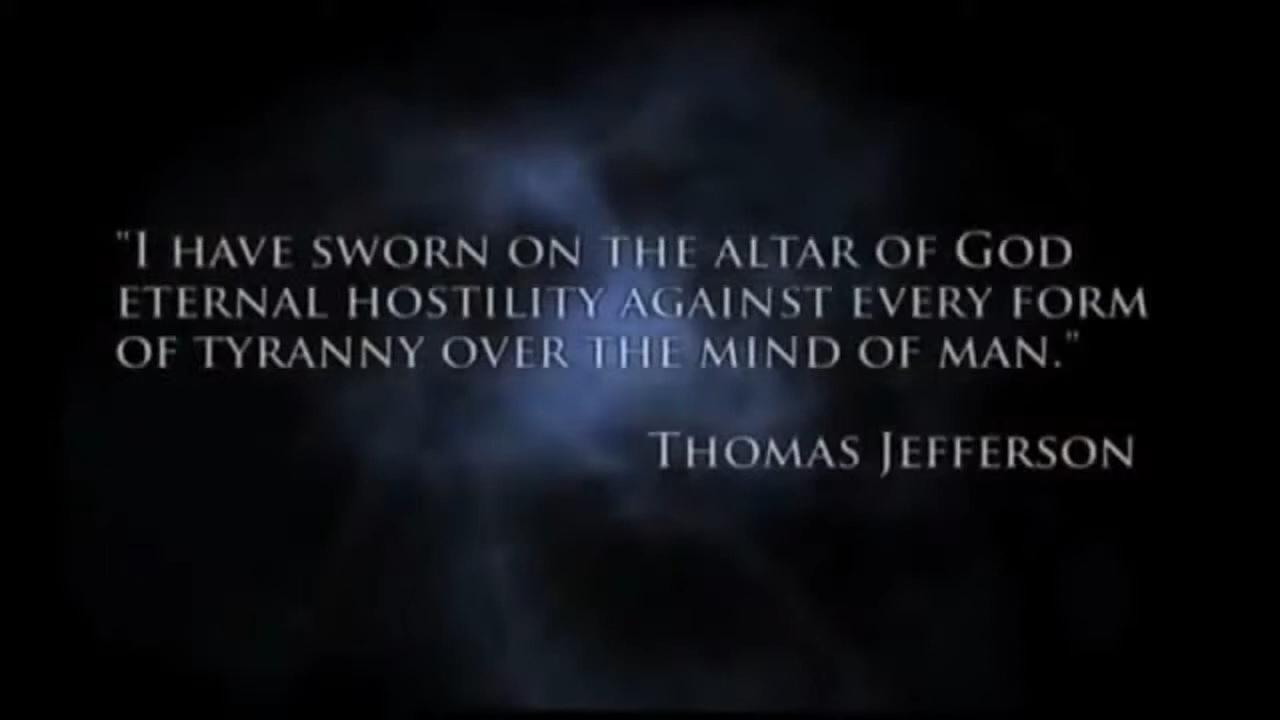 "I HAVE SWORN ON THE ALTAR OF GOD
ETERNAL HOSTILITY AGAINST EVERY FORM
OF TYRANNY OVER THE MIND OF MAN."
THOMAS JEFFERSON